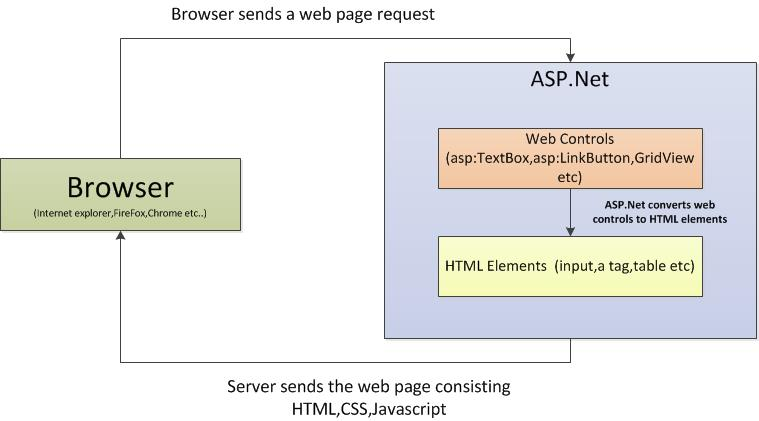 Browser sends a web page request
ASP.Net
Web Controls
(asp:TextBox,asp:LinkButton,GridView
etc)
Browser
(Internet explorer,FireFox,Chrome etc..)
ASP.Net converts web
controls to HTML elements
HTML Elements  (input,a tag,table etc)
Server sends the web page consisting
HTML,CSS,Javascript